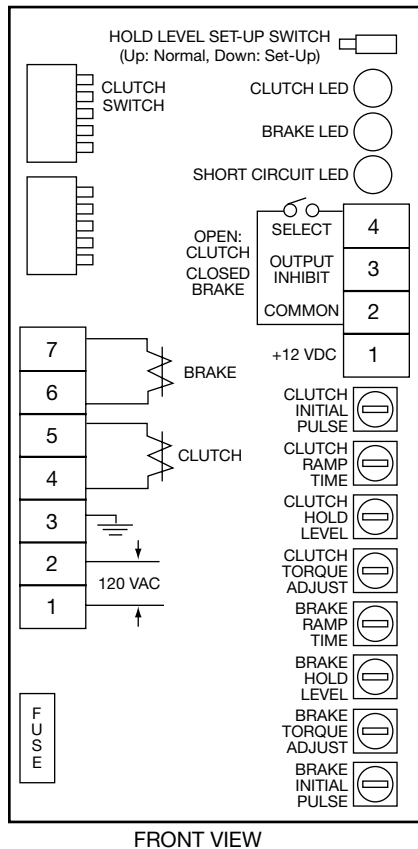 HOLD LEVEL SET-UP SWITCH
(Up: Normal, Down: Set-Up)
CLUTCH
SWITCH
CLUTCH LED
BRAKE LED
SHORT CIRCUIT LED
OPEN:
CLUTCH
CLOSED
BRAKE
SELECT
4
OUTPUT
INHIBIT
3
COMMON
2
+12 VDC
1
7
6
BRAKE
5
4
CLUTCH
3
2
1
120 VAC
CLUTCH
INITIAL
PULSE
CLUTCH
RAMP
TIME
CLUTCH
HOLD
LEVEL
CLUTCH
TORQUE
ADJUST
BRAKE
RAMP
TIME
BRAKE
HOLD
LEVEL
BRAKE
TORQUE
ADJUST
BRAKE
INITIAL
PULSE
F
U
S
E
FRONT VIEW